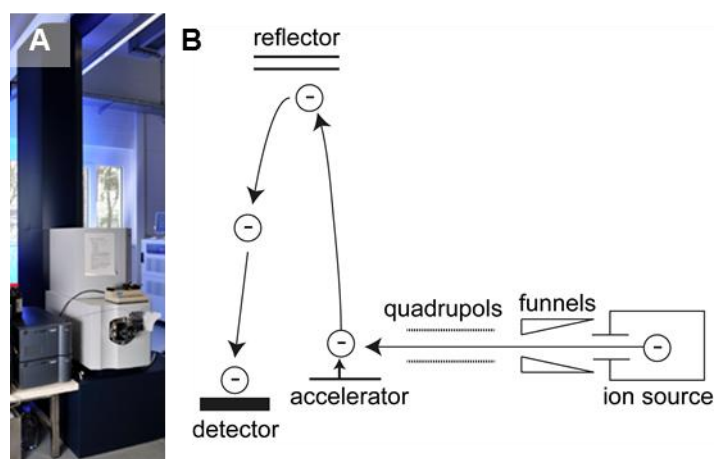 A
B
reflector
quadrupols
funnels
ion source
accelerator
detector